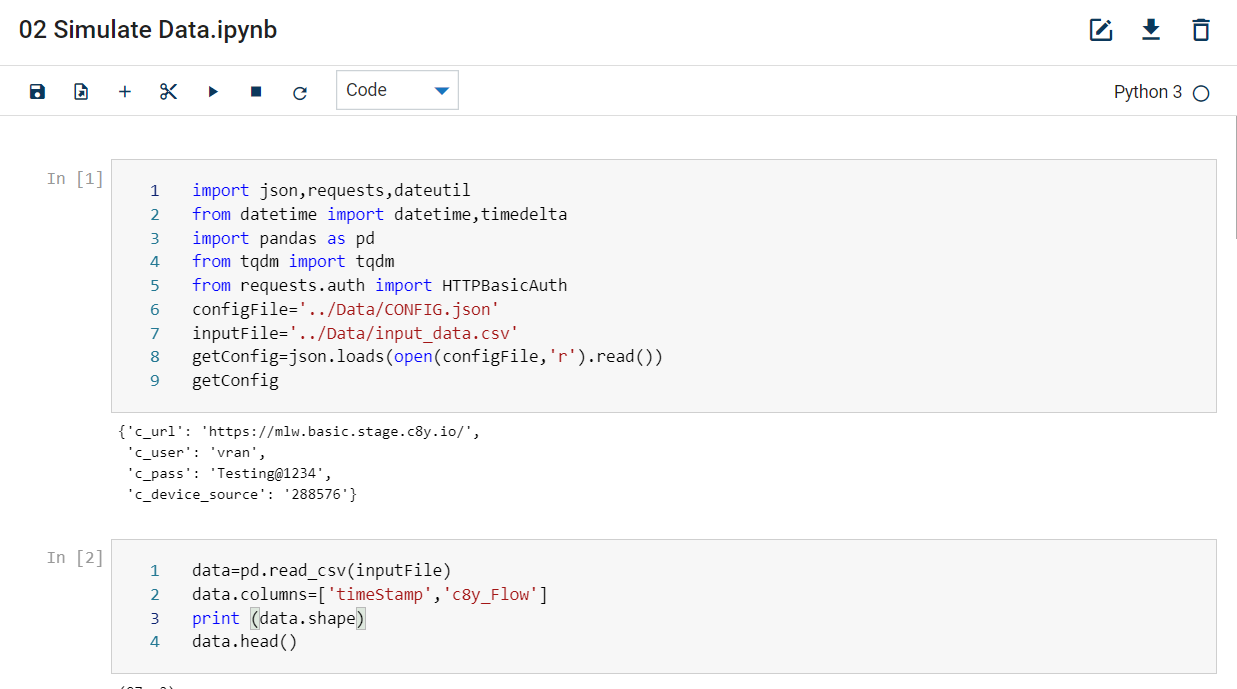 02 Simulate Data.ipynb
Code
Python 3
In [1]
1 import json,requests,dateutil
2 from datetime import datetime,timedelta
3 import pandas as pd
4 from tqdm import tqdm
5 from requests.auth import HTTPBasicAuth
6 configFile='../Data/CONFIG.json'
7 inputFile='../Data/input_data.csv'
8 getConfig=json.loads(open(configFile,'r').read())
9 getConfig
{'c_url': 'https://mlw.basic.stage.c8y.io/',
'c_user': 'vran',
'c_pass': 'Testing@1234',
'c_device_source': '288576'}
In [2]
1 data=pd.read_csv(inputFile)
2 data.columns=['timeStamp','c8y_Flow']
3 print (data.shape)
4 data.head()